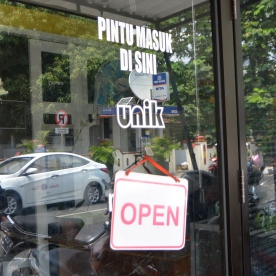 PINTU MASUK
DI SINI
unik
OPEN